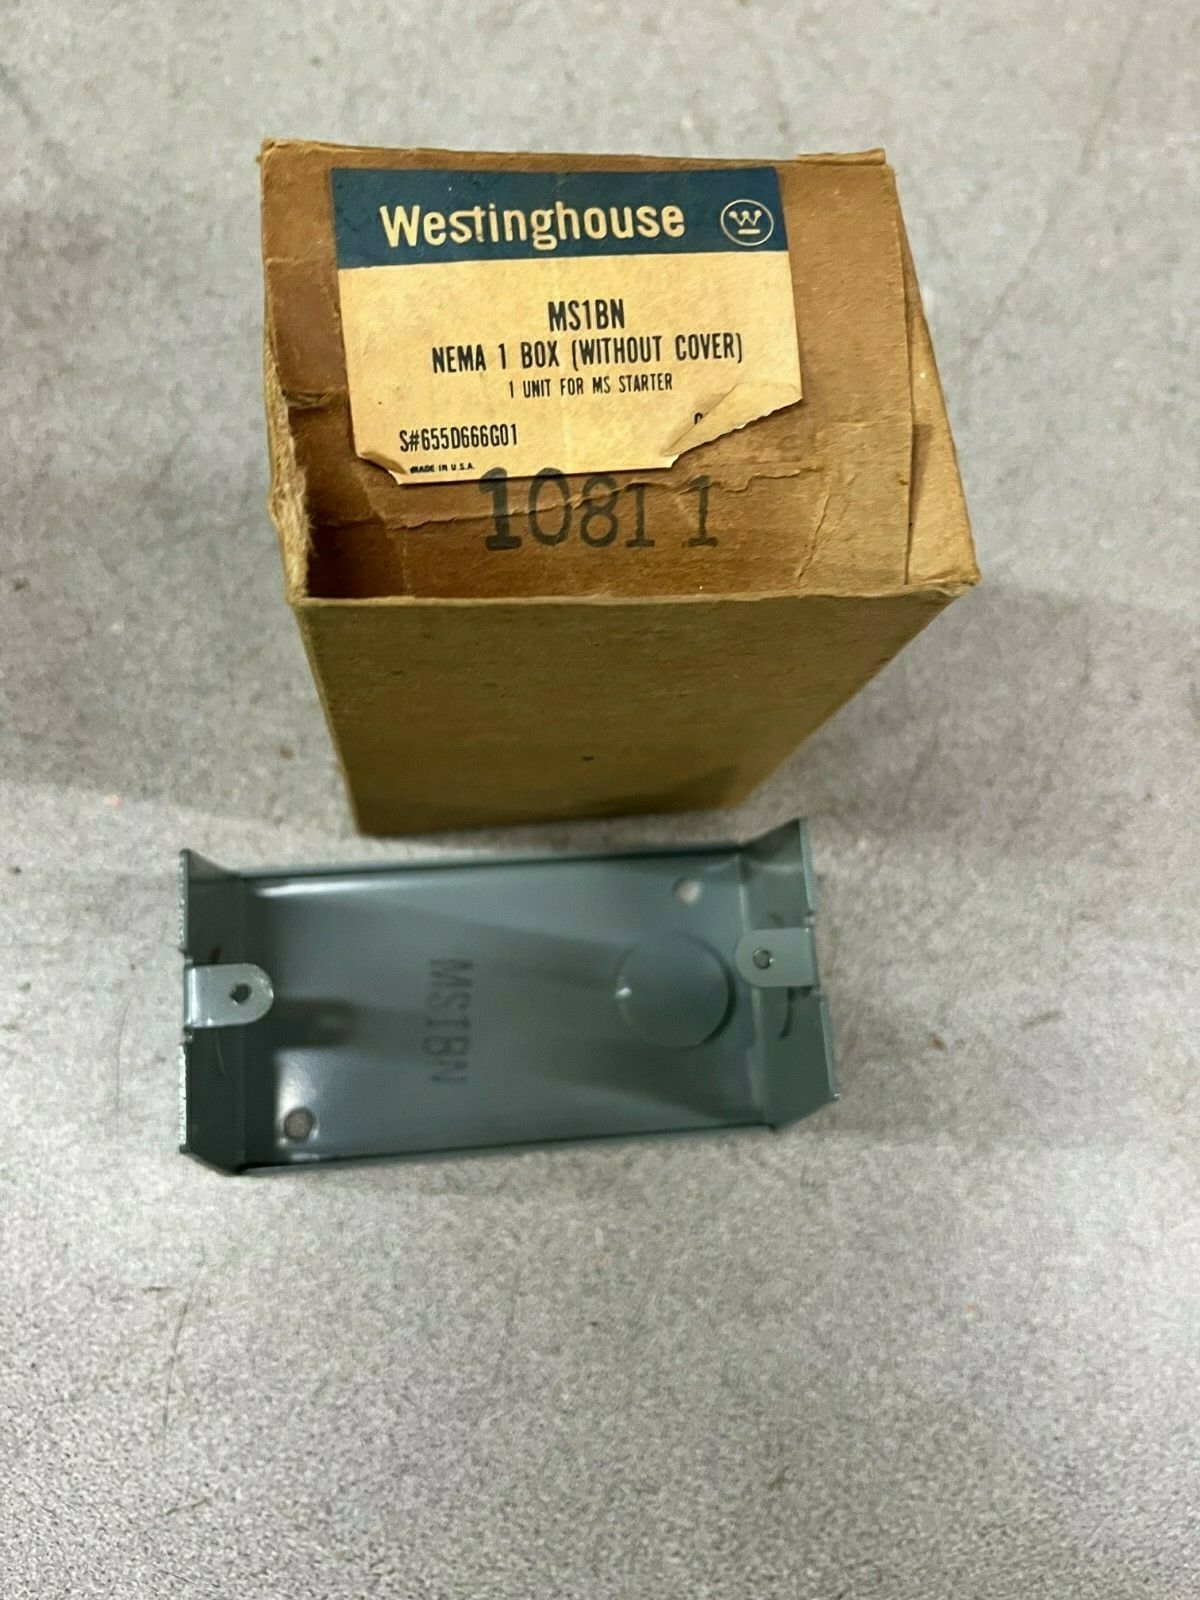 Westinghouse W
MS1BN
NEMA 1 BOX (WITHOUT COVER)
1 UNIT FOR MS STARTER
S#655D666G01
MADE IN U.S.A.
10811
MS1BN